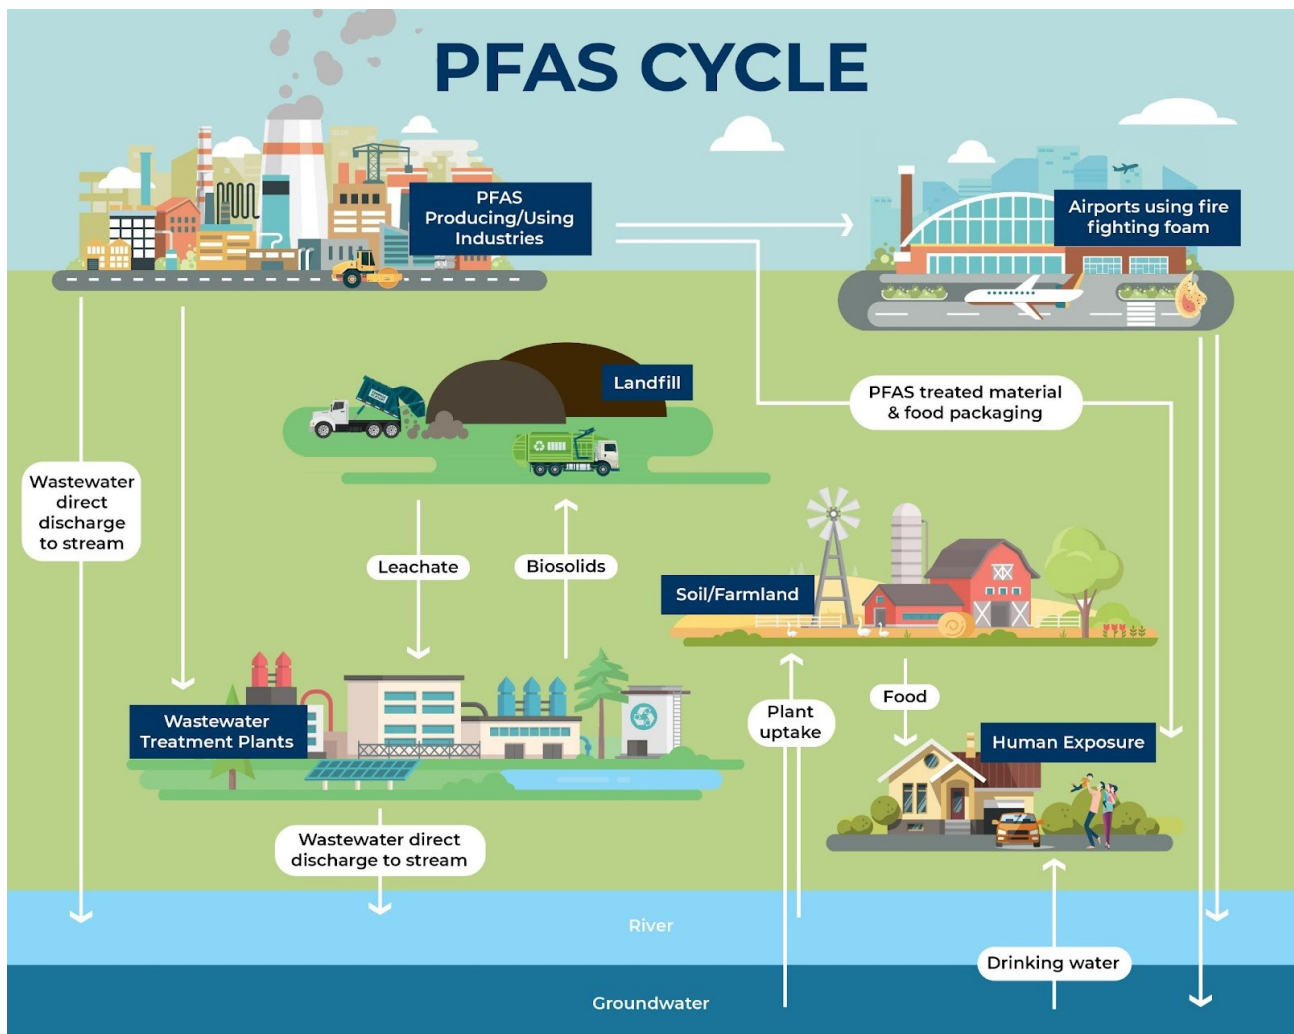 PFAS CYCLE
PFAS
Producing/Using
Industries
Airports using fire
fighting foam
Landfill
PFAS treated material
& food packaging
Wastewater
direct
discharge
to stream
Leachate
Biosolids
Soil/Farmland
Wastewater
Treatment Plants
Plant
uptake
Food
Human Exposure
Wastewater direct
discharge to stream
River
Drinking water
Groundwater